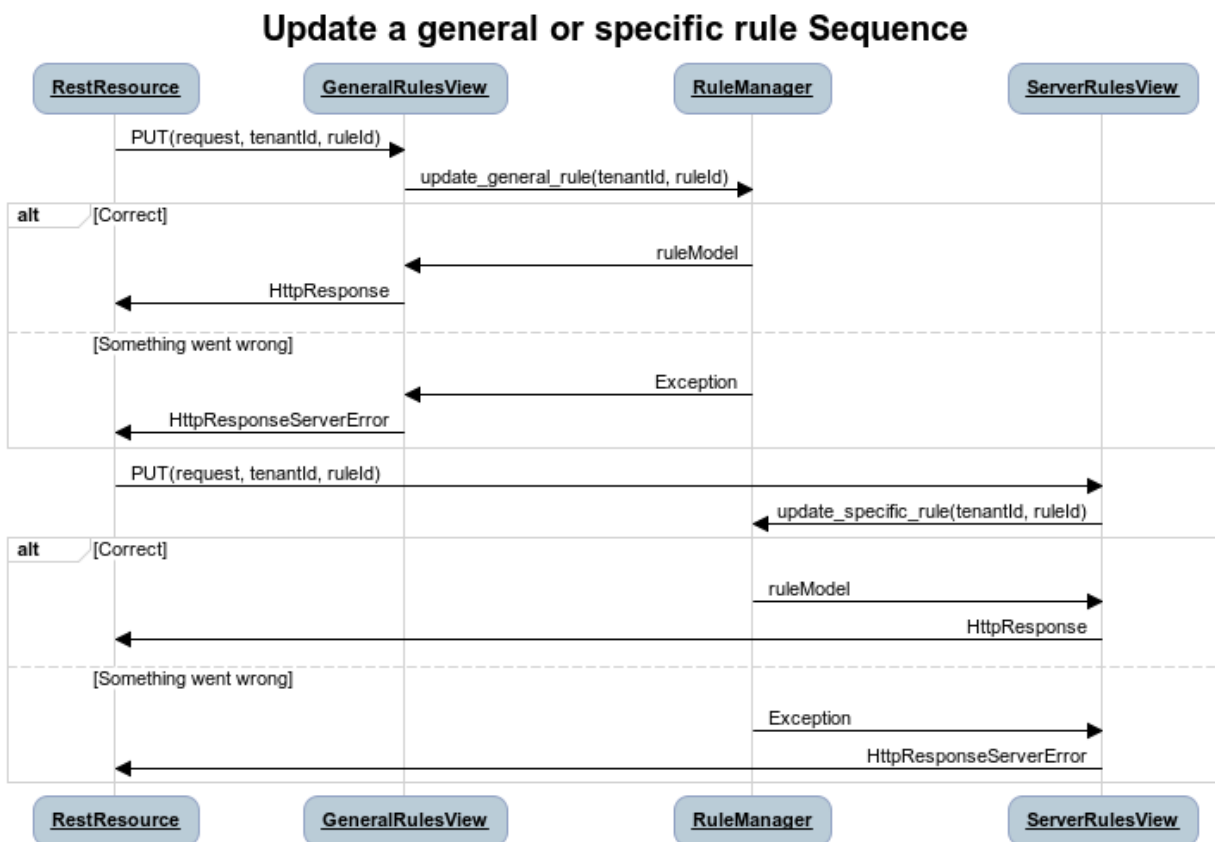 Update a general or specific rule Sequence
RestResource GeneralRulesView RuleManager ServerRulesView
PUT(request, tenantId, ruleId)
update_general_rule(tenantId, ruleId)
alt [Correct]
ruleModel
HttpResponse
[Something went wrong]
Exception
HttpResponseServerError
PUT(request, tenantId, ruleId)
update_specific_rule(tenantId, ruleId)
alt [Correct]
ruleModel
HttpResponse
[Something went wrong]
Exception
HttpResponseServerError
RestResource GeneralRulesView RuleManager ServerRulesView